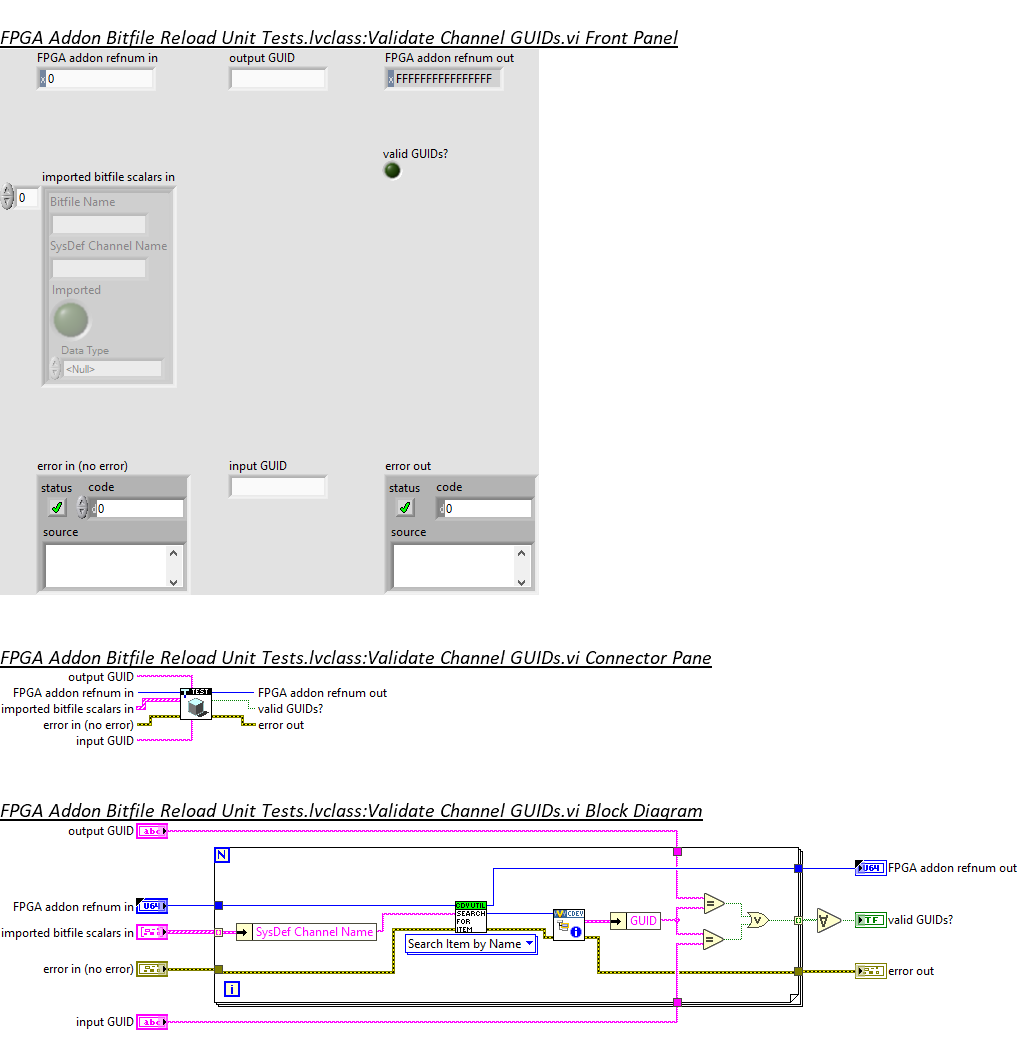 FPGA Addon Bitfile Reload Unit Tests.lvclass:Validate Channel GUIDs.vi Front Panel
FPGA addon refnum in
output GUID
FPGA addon refnum out
x 0
x FFFFFFFFFFFFFFFF
valid GUIDs?
imported bitfile scalars in
0
Bitfile Name
SysDef Channel Name
Imported
Data Type
<Null>
error in (no error)
input GUID
error out
status code
d 0
source
status code
d 0
source
FPGA Addon Bitfile Reload Unit Tests.lvclass:Validate Channel GUIDs.vi Connector Pane
output GUID
FPGA addon refnum in
TEST
FPGA addon refnum out
imported bitfile scalars in
valid GUIDs?
error in (no error)
error out
input GUID
FPGA Addon Bitfile Reload Unit Tests.lvclass:Validate Channel GUIDs.vi Block Diagram
output GUID
abc
N
U64
FPGA addon refnum out
FPGA addon refnum in
U64
CDV UTIL
SEARCH
FOR
ITEM
CDEV
GUID
TF
valid GUIDs?
imported bitfile scalars in
SysDef Channel Name
Search Item by Name
error in (no error)
error out
i
input GUID
abc